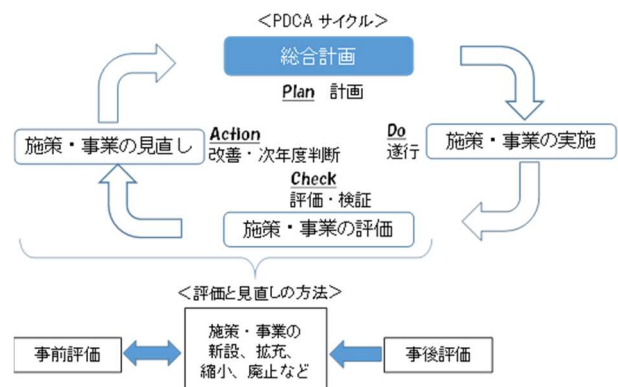 ＜PDCA サイクル＞
総合計画
Plan 計画
施策・事業の見直し
Action
改善・次年度判断
Do
遂行
施策・事業の実施
Check
評価・検証
施策・事業の評価
＜評価と見直しの方法＞
事前評価
施策・事業の
新設、拡充、
縮小、廃止など
事後評価